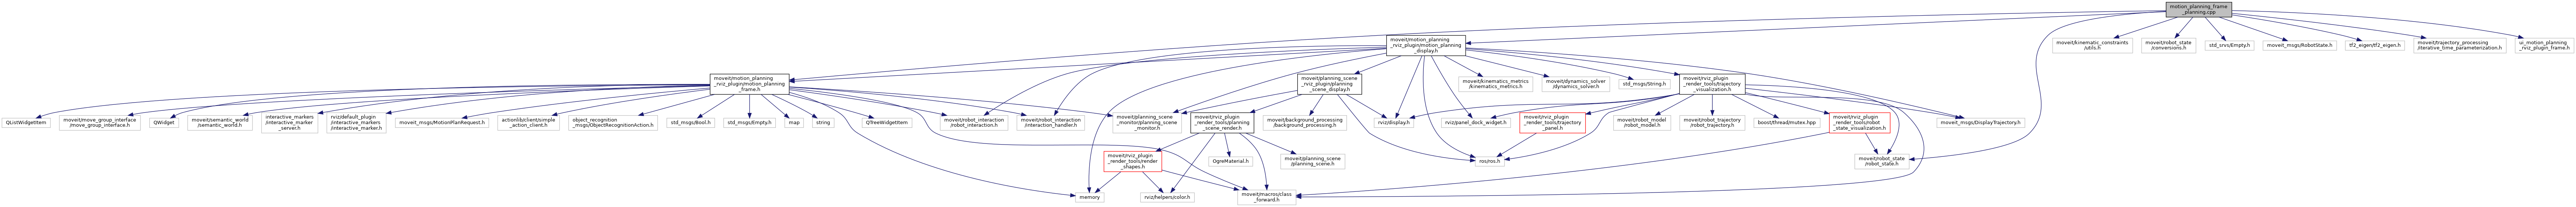 motion_planning_frame
_planning.cpp
moveit/motion_planning
_rviz_plugin/motion_planning
_display.h
moveit/kinematic_constraints
/utils.h
moveit/robot_state
/conversions.h
std_srvs/Empty.h
moveit_msgs/RobotState.h
tf2_eigen/tf2_eigen.h
moveit/trajectory_processing
/iterative_time_parameterization.h
ui_motion_planning
_rviz_plugin_frame.h
moveit/motion_planning
_rviz_plugin/motion_planning
_frame.h
moveit/planning_scene
_rviz_plugin/planning
_scene_display.h
moveit/kinematics_metrics
/kinematics_metrics.h
moveit/dynamics_solver
/dynamics_solver.h
std_msgs/String.h
moveit/rviz_plugin
_render_tools/trajectory
_visualization.h
QListWidgetItem
moveit/move_group_interface
/move_group_interface.h
QWidget
moveit/semantic_world
/semantic_world.h
interactive_markers
/interactive_marker
_server.h
rviz/default_plugin
/interactive_markers
/interactive_marker.h
moveit_msgs/MotionPlanRequest.h
actionlib/client/simple
_action_client.h
object_recognition
_msgs/ObjectRecognitionAction.h
std_msgs/Bool.h
std_msgs/Empty.h
map
string
QTreeWidgetItem
moveit/robot_interaction
/robot_interaction.h
moveit/robot_interaction
/interaction_handler.h
moveit/planning_scene
_monitor/planning_scene
_monitor.h
moveit/rviz_plugin
_render_tools/planning
_scene_render.h
moveit/background_processing
/background_processing.h
rviz/display.h
rviz/panel_dock_widget.h
moveit/rviz_plugin
_render_tools/trajectory
_panel.h
moveit/robot_model
/robot_model.h
moveit/robot_trajectory
/robot_trajectory.h
boost/thread/mutex.hpp
moveit/rviz_plugin
_render_tools/robot
_state_visualization.h
moveit_msgs/DisplayTrajectory.h
moveit/rviz_plugin
_render_tools/render
_shapes.h
OgreMaterial.h
moveit/planning_scene
/planning_scene.h
ros/ros.h
moveit/robot_state
/robot_state.h
memory
rviz/helpers/color.h
moveit/macros/class
_forward.h